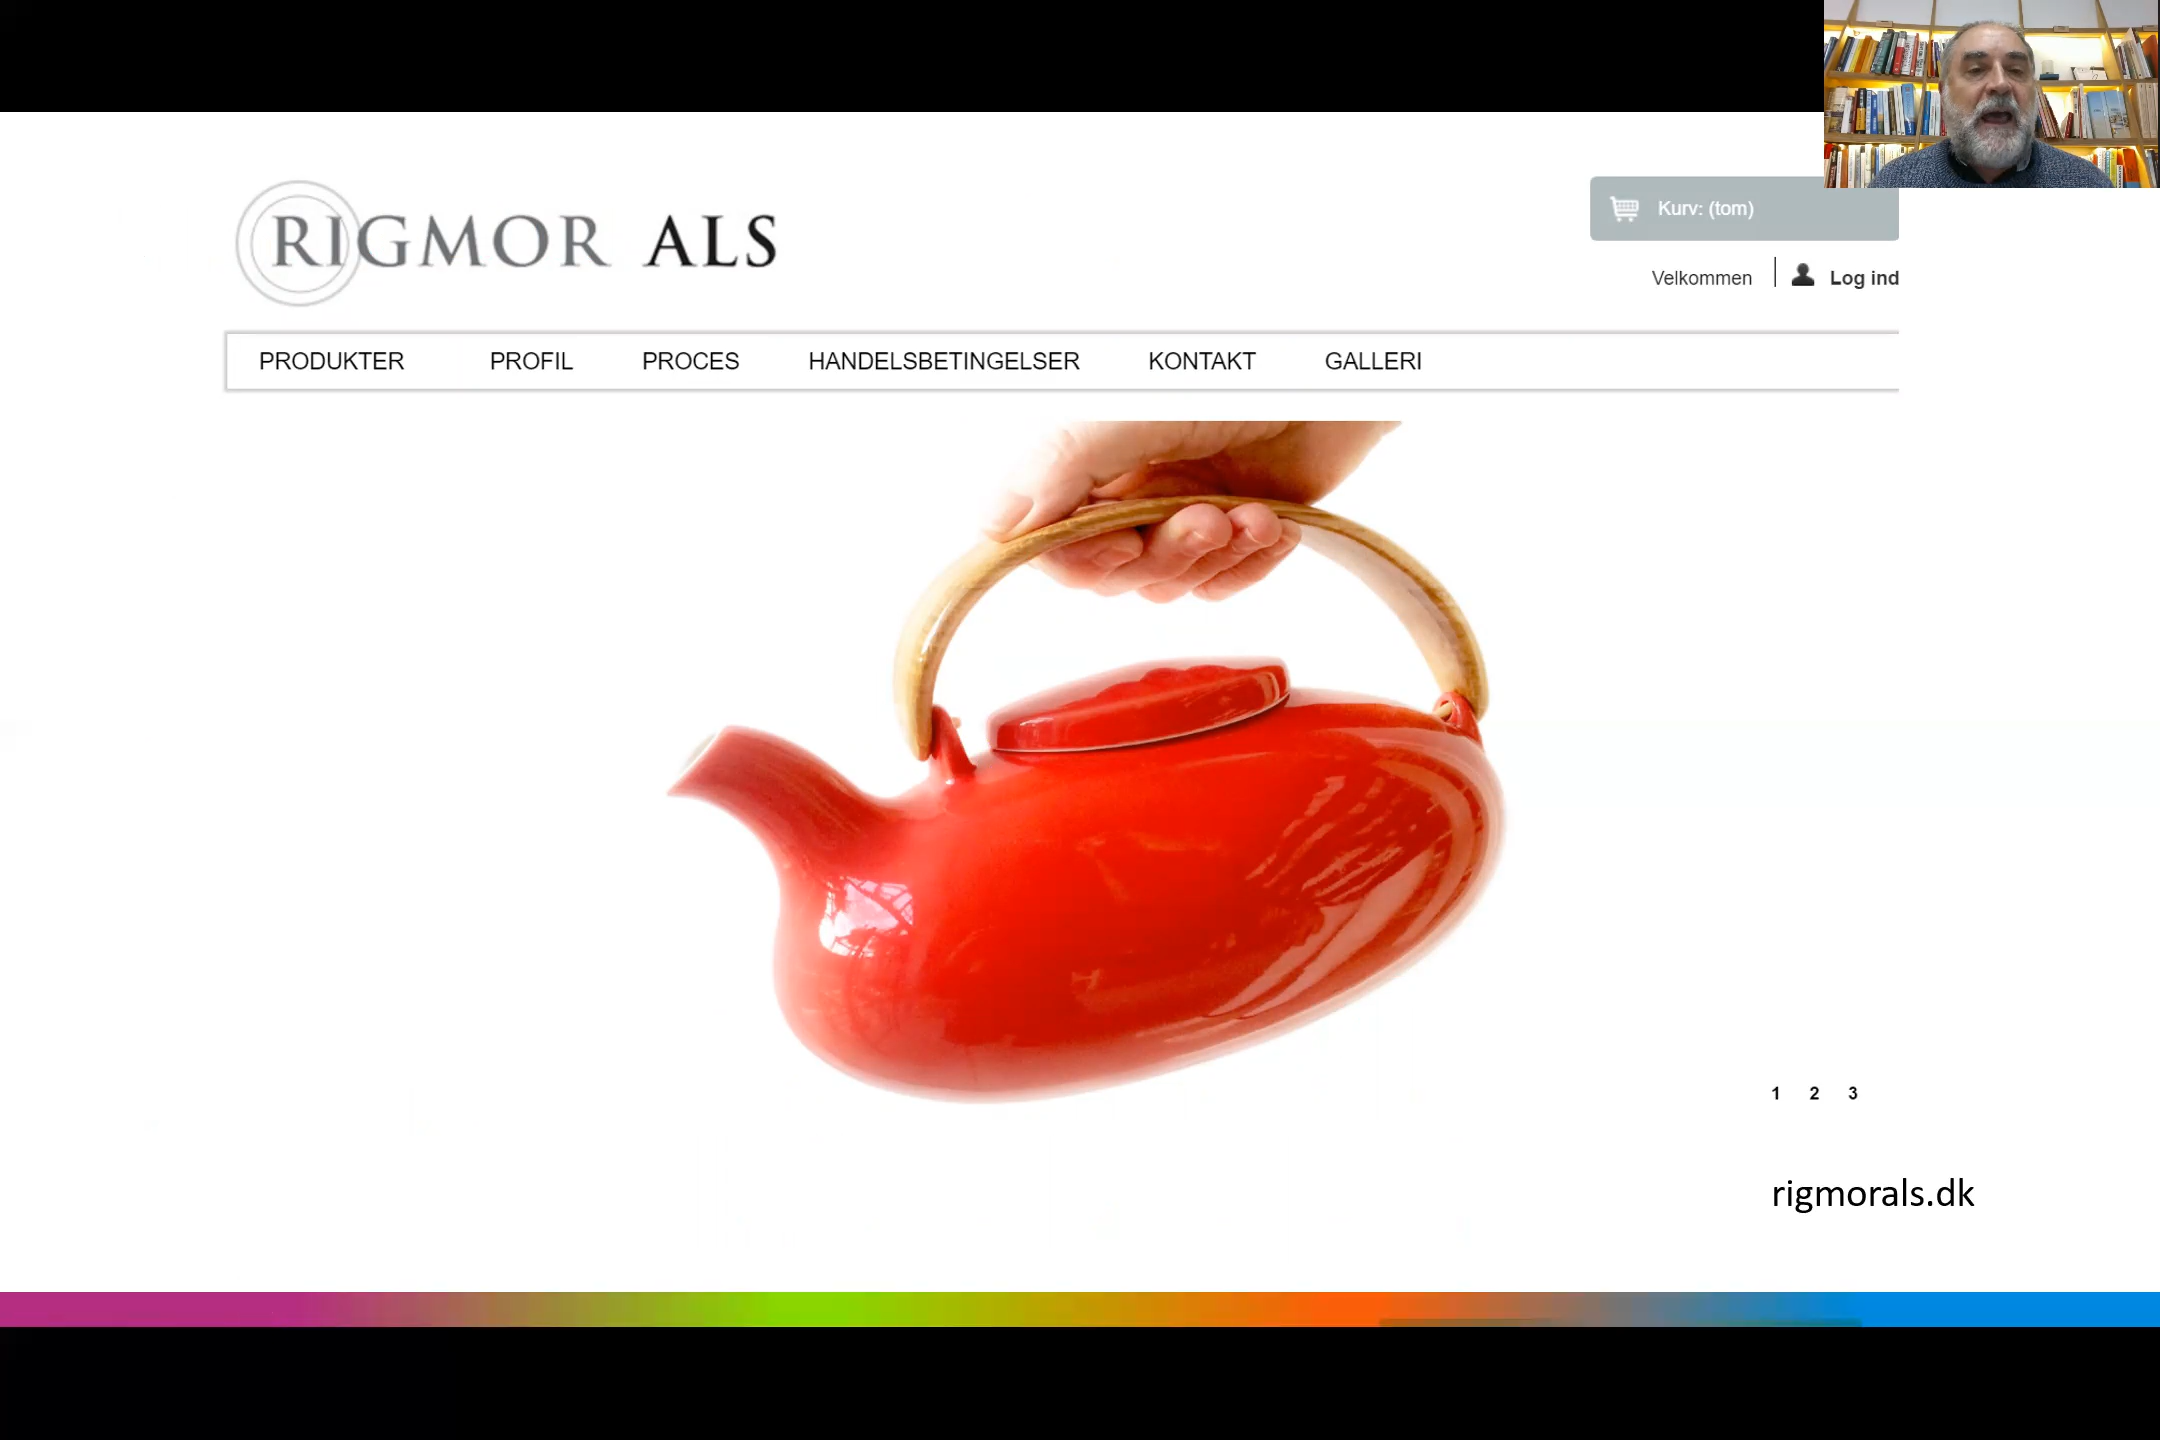 RIGMOR ALS
Kurv: (tom)
Velkommen
Log ind
PRODUKTER PROFIL PROCES HANDELSBETINGELSER KONTAKT GALLERI
1 2 3
rigmorals.dk